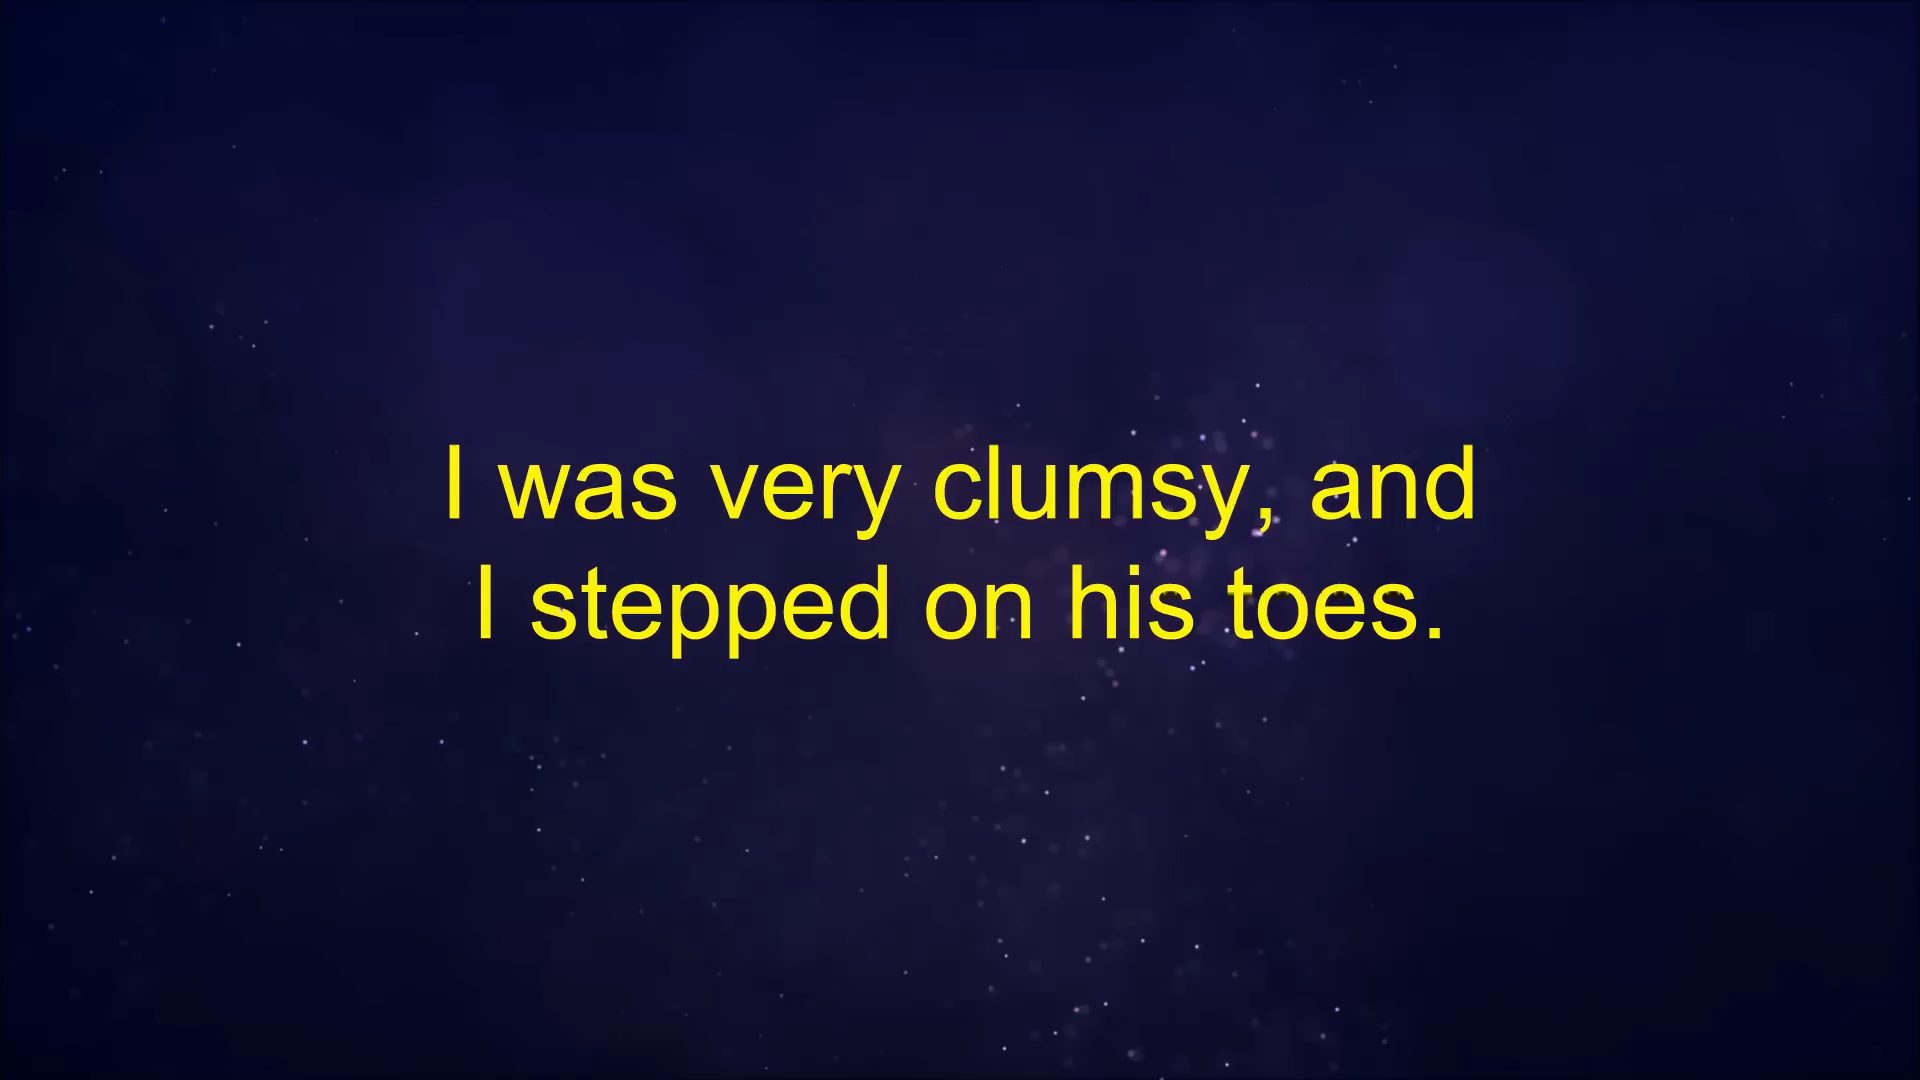 I was very clumsy, and
I stepped on his toes.